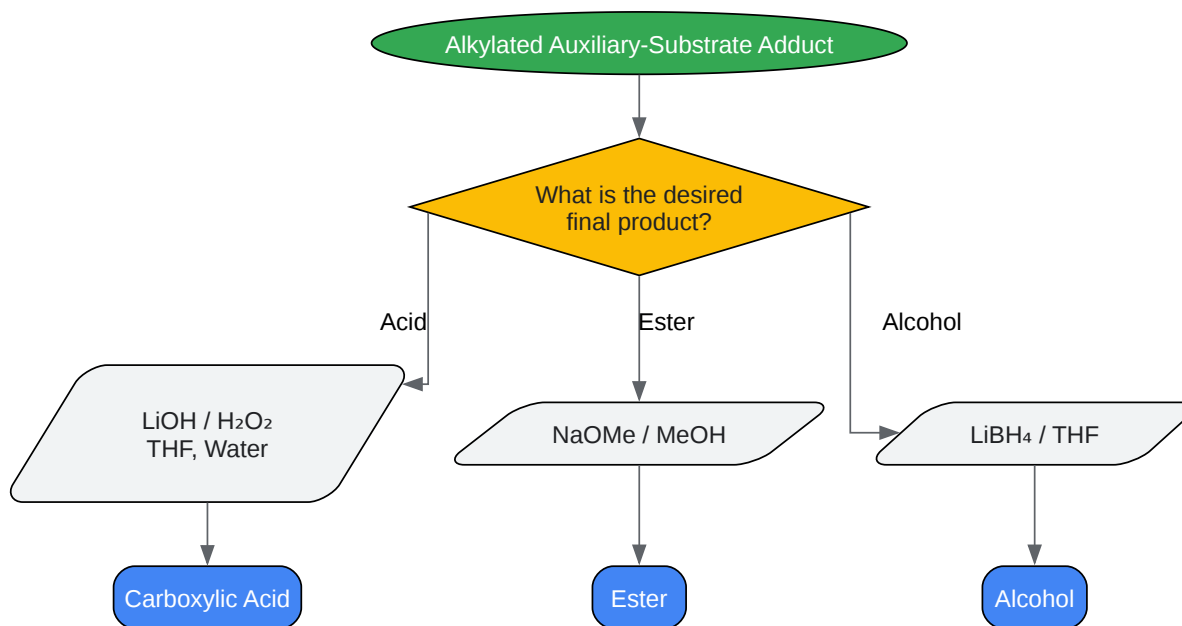 Alkylated Auxiliary-Substrate Adduct
What is the desired
final product?
Acid
Ester
Alcohol
LiOH / H₂O₂
THF, Water
NaOMe / MeOH
LiBH₄ / THF
Carboxylic Acid
Ester
Alcohol